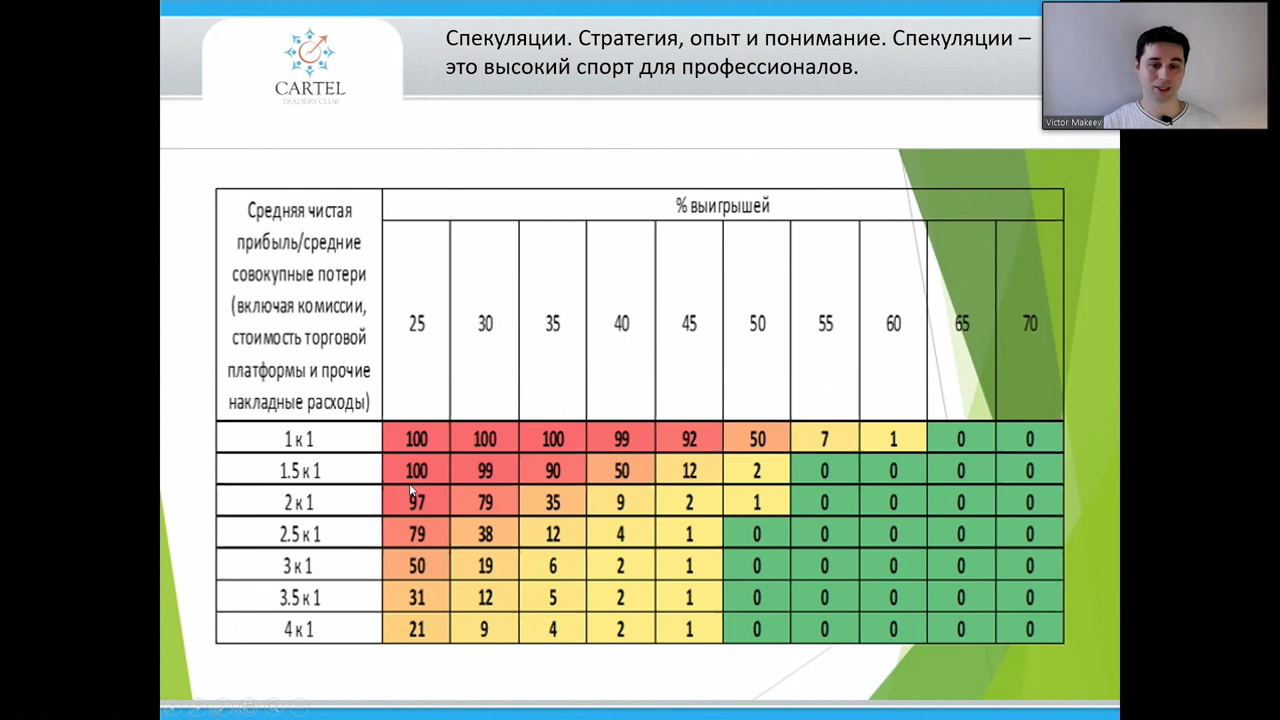 Спекуляции. Стратегия, опыт и понимание. Спекуляции –
это высокий спорт для профессионалов.
CARTEL
TRADERS CLUB
Victor Makeev
Средняя чистая
прибыль/средние
совокупные потери
(включая комиссии,
стоимость торговой
платформы и прочие
накладные расходы)
% выигрышей
25 30 35 40 45 50 55 60 65 70
1 к 1 100 100 100 99 92 50 7 1 0 0
1.5 к 1 100 99 90 50 12 2 0 0 0 0
2 к 1 97 79 35 9 2 1 0 0 0 0
2.5 к 1 79 38 12 4 1 0 0 0 0 0
3 к 1 50 19 6 2 1 0 0 0 0 0
3.5 к 1 31 12 5 2 1 0 0 0 0 0
4 к 1 21 9 4 2 1 0 0 0 0 0